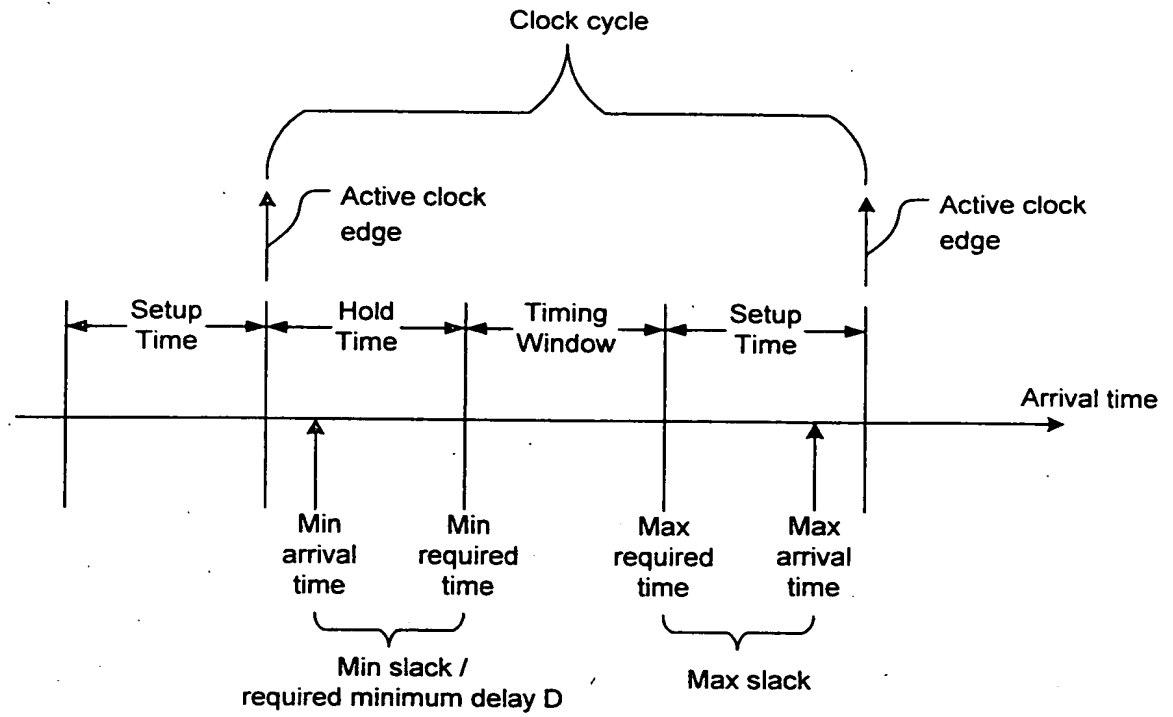 Clock cycle
Active clock
edge
Active clock
edge
Setup
Time
Hold
Time
Timing
Window
Setup
Time
Arrival time
Min
arrival
time
Min
required
time
Max
required
time
Max
arrival
time
Min slack /
required minimum delay D
Max slack